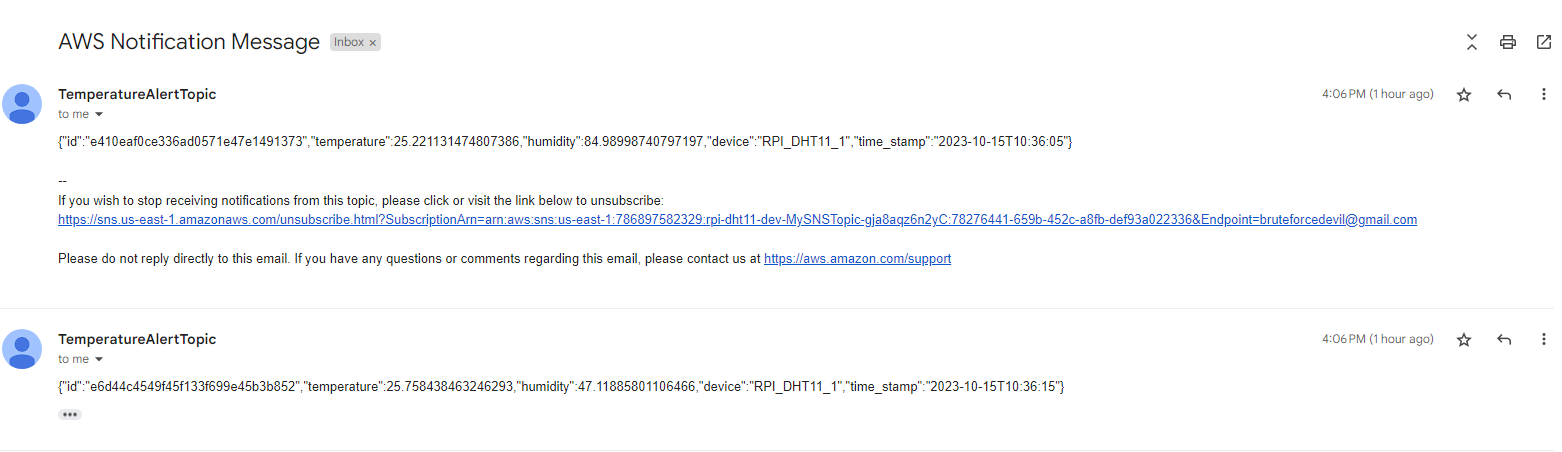 AWS Notification Message Inbox ×
TemperatureAlertTopic 4:06 PM (1 hour ago)
to me
{"id":"e410eaf0ce336ad0571e47e1491373","temperature":25.221131474807386,"humidity":84.98998740797197,"device":"RPI_DHT11_1","time_stamp":"2023-10-15T10:36:05"}
--
If you wish to stop receiving notifications from this topic, please click or visit the link below to unsubscribe:
https://sns.us-east-1.amazonaws.com/unsubscribe.html?SubscriptionArn=arn:aws:sns:us-east-1:786897582329:rpi-dht11-dev-MySNSTopic-gja8aqz6n2yC:78276441-659b-452c-a8fb-def93a022336&Endpoint=bruteforcedevil@gmail.com
Please do not reply directly to this email. If you have any questions or comments regarding this email, please contact us at https://aws.amazon.com/support
TemperatureAlertTopic 4:06 PM (1 hour ago)
to me
{"id":"e6d44c4549f45f133f699e45b3b852","temperature":25.758438463246293,"humidity":47.11885801106466,"device":"RPI_DHT11_1","time_stamp":"2023-10-15T10:36:15"}